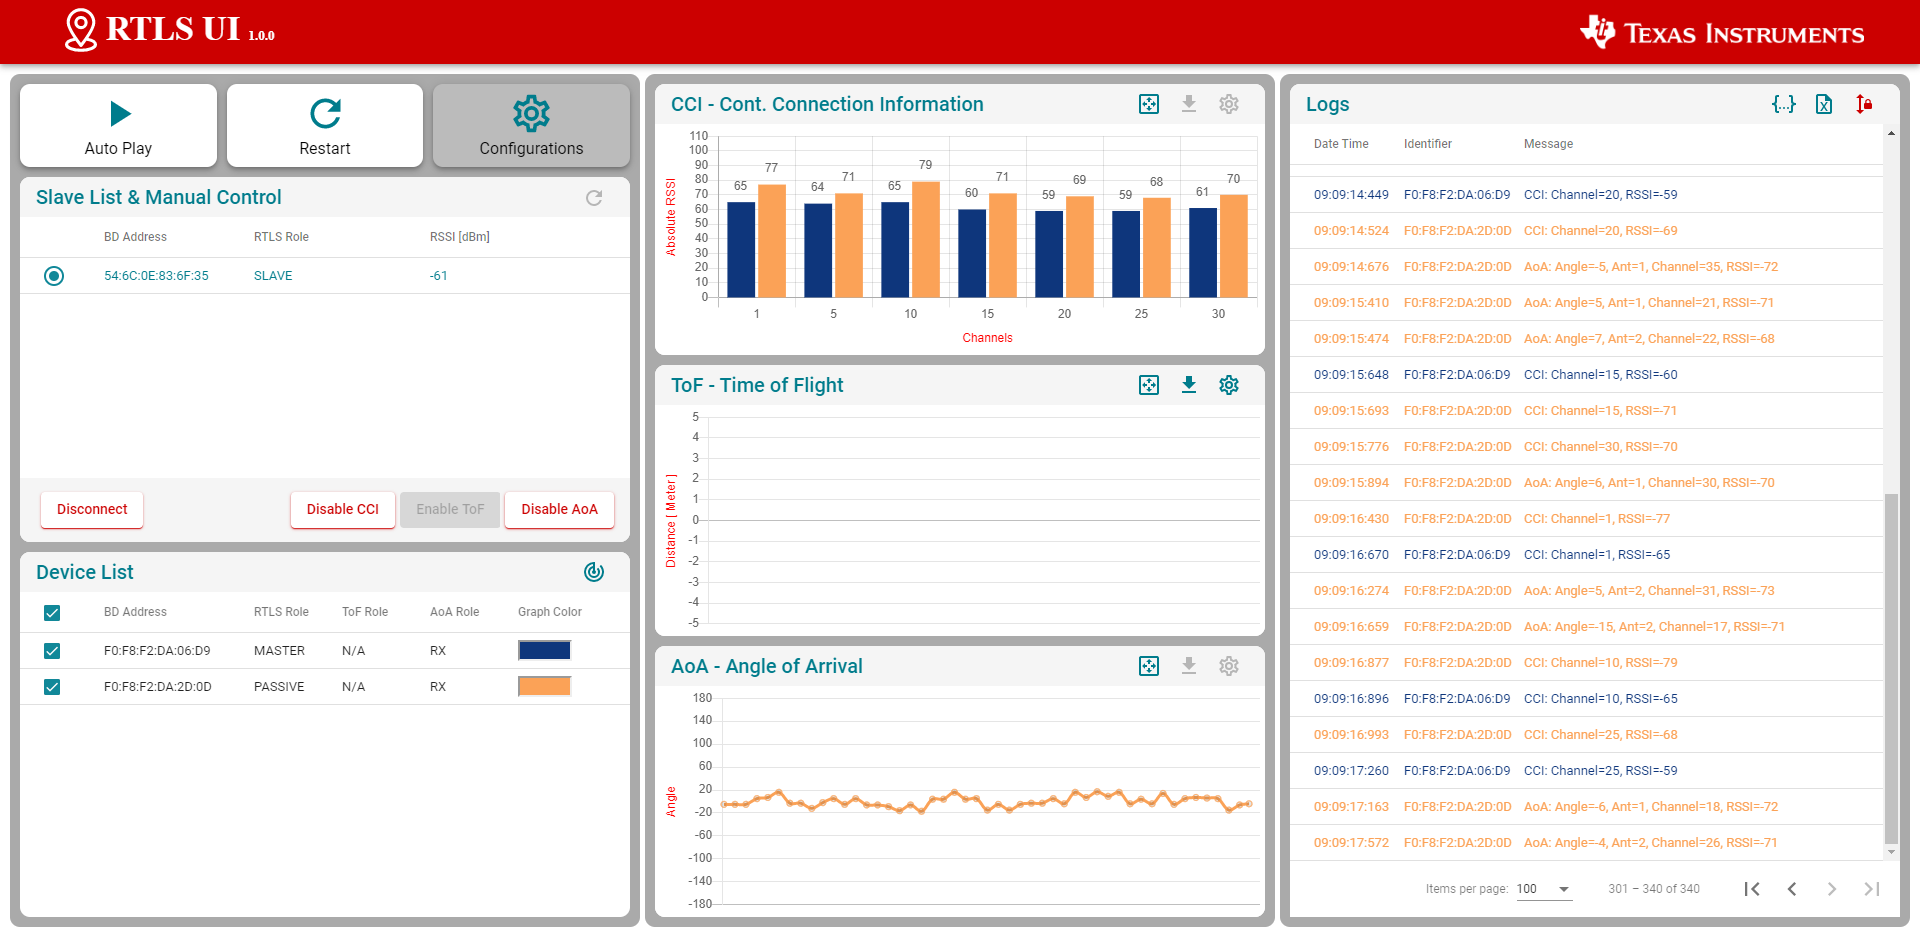 RTLS UI 1.0.0
TEXAS INSTRUMENTS
Auto Play
Restart
Configurations
Slave List & Manual Control
BD Address RTLS Role RSSI [dBm]
54:6C:0E:83:6F:35 SLAVE -61
Disconnect
Disable CCI
Enable ToF
Disable AoA
Device List
BD Address RTLS Role ToF Role AoA Role Graph Color
F0:F8:F2:DA:06:D9 MASTER N/A RX
F0:F8:F2:DA:2D:0D PASSIVE N/A RX
CCI - Cont. Connection Information
110
100
90
80
70
60
50
40
30
20
10
0
Absolute RSSI
65 77 64 71 65 79 60 71 59 69 59 68 61 70
1 5 10 15 20 25 30
Channels
ToF - Time of Flight
5
4
3
2
1
0
-1
-2
-3
-4
-5
Distance [ Meter ]
AoA - Angle of Arrival
180
140
100
60
20
-20
-60
-100
-140
-180
Angle
Logs
{...}
X
Date Time Identifier Message
09:09:14:449 F0:F8:F2:DA:06:D9 CCI: Channel=20, RSSI=-59
09:09:14:524 F0:F8:F2:DA:2D:0D CCI: Channel=20, RSSI=-69
09:09:14:676 F0:F8:F2:DA:2D:0D AoA: Angle=-5, Ant=1, Channel=35, RSSI=-72
09:09:15:410 F0:F8:F2:DA:2D:0D AoA: Angle=5, Ant=1, Channel=21, RSSI=-71
09:09:15:474 F0:F8:F2:DA:2D:0D AoA: Angle=7, Ant=2, Channel=22, RSSI=-68
09:09:15:648 F0:F8:F2:DA:06:D9 CCI: Channel=15, RSSI=-60
09:09:15:693 F0:F8:F2:DA:2D:0D CCI: Channel=15, RSSI=-71
09:09:15:776 F0:F8:F2:DA:2D:0D CCI: Channel=30, RSSI=-70
09:09:15:894 F0:F8:F2:DA:2D:0D AoA: Angle=6, Ant=1, Channel=30, RSSI=-70
09:09:16:430 F0:F8:F2:DA:2D:0D CCI: Channel=1, RSSI=-77
09:09:16:670 F0:F8:F2:DA:06:D9 CCI: Channel=1, RSSI=-65
09:09:16:274 F0:F8:F2:DA:2D:0D AoA: Angle=5, Ant=2, Channel=31, RSSI=-73
09:09:16:659 F0:F8:F2:DA:2D:0D AoA: Angle=-15, Ant=2, Channel=17, RSSI=-71
09:09:16:877 F0:F8:F2:DA:2D:0D CCI: Channel=10, RSSI=-79
09:09:16:896 F0:F8:F2:DA:06:D9 CCI: Channel=10, RSSI=-65
09:09:16:993 F0:F8:F2:DA:2D:0D CCI: Channel=25, RSSI=-68
09:09:17:260 F0:F8:F2:DA:06:D9 CCI: Channel=25, RSSI=-59
09:09:17:163 F0:F8:F2:DA:2D:0D AoA: Angle=-6, Ant=1, Channel=18, RSSI=-72
09:09:17:572 F0:F8:F2:DA:2D:0D AoA: Angle=-4, Ant=2, Channel=26, RSSI=-71
Items per page: 100 301 – 340 of 340